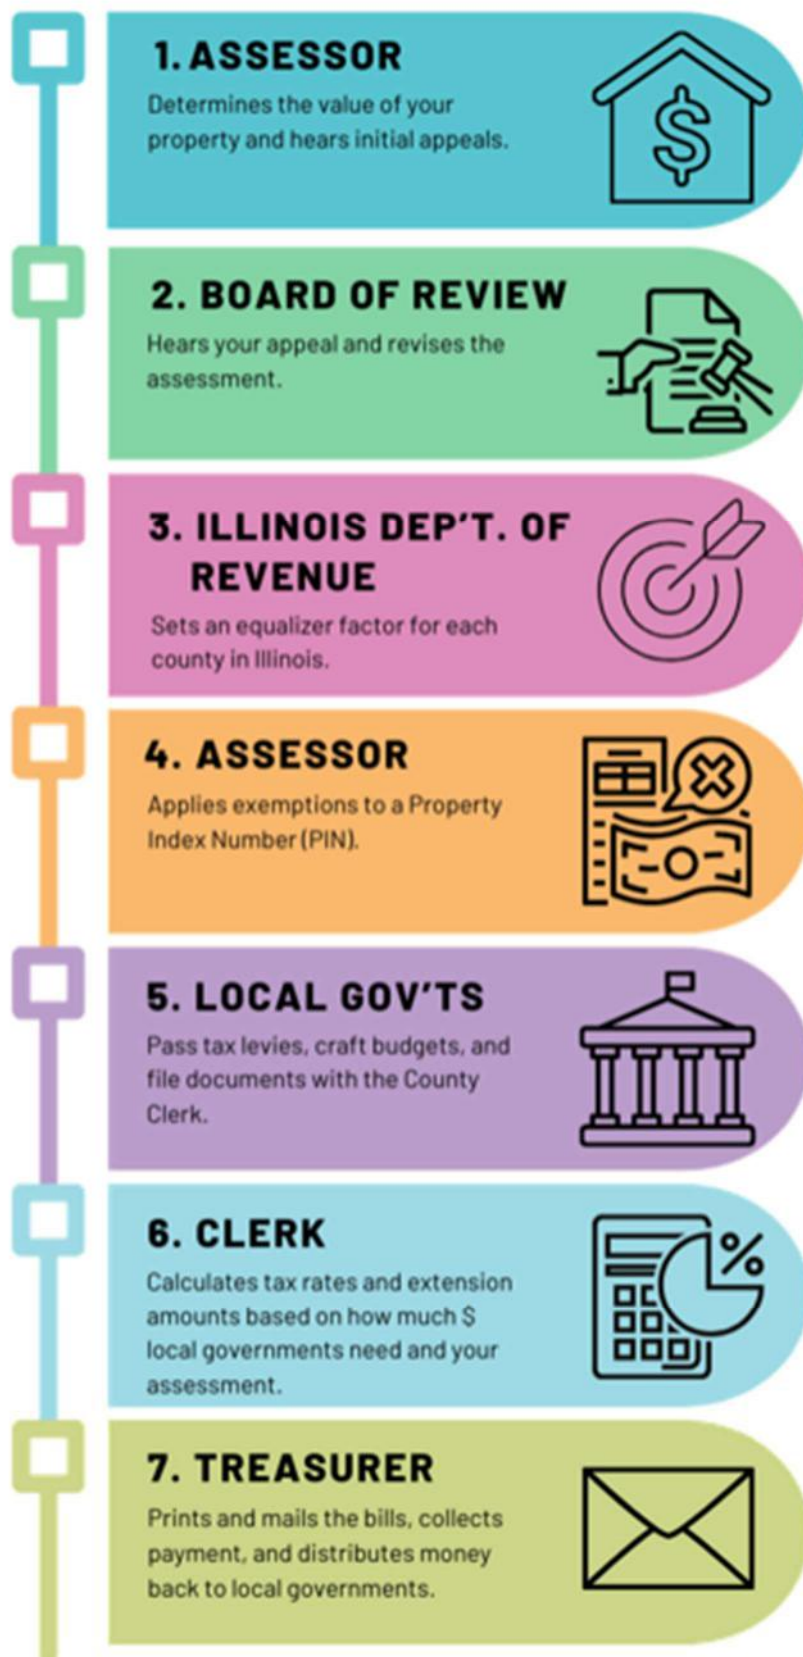 1. ASSESSOR
Determines the value of your
property and hears initial appeals.
$
2. BOARD OF REVIEW
Hears your appeal and revises the
assessment.
3. ILLINOIS DEP'T. OF
REVENUE
Sets an equalizer factor for each
county in Illinois.
4. ASSESSOR
Applies exemptions to a Property
Index Number (PIN).
5. LOCAL GOV'TS
Pass tax levies, craft budgets, and
file documents with the County
Clerk.
6. CLERK
Calculates tax rates and extension
amounts based on how much $
local governments need and your
assessment.
%
7. TREASURER
Prints and mails the bills, collects
payment, and distributes money
back to local governments.